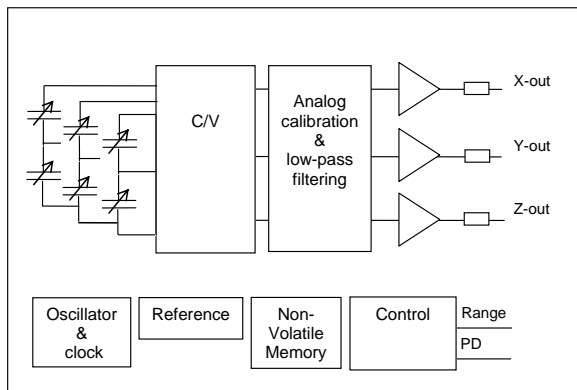 C/V
Analog
calibration
&
low-pass
filtering
X-out
Y-out
Z-out
Oscillator
&
clock
Reference
Non-
Volatile
Memory
Control
Range
PD